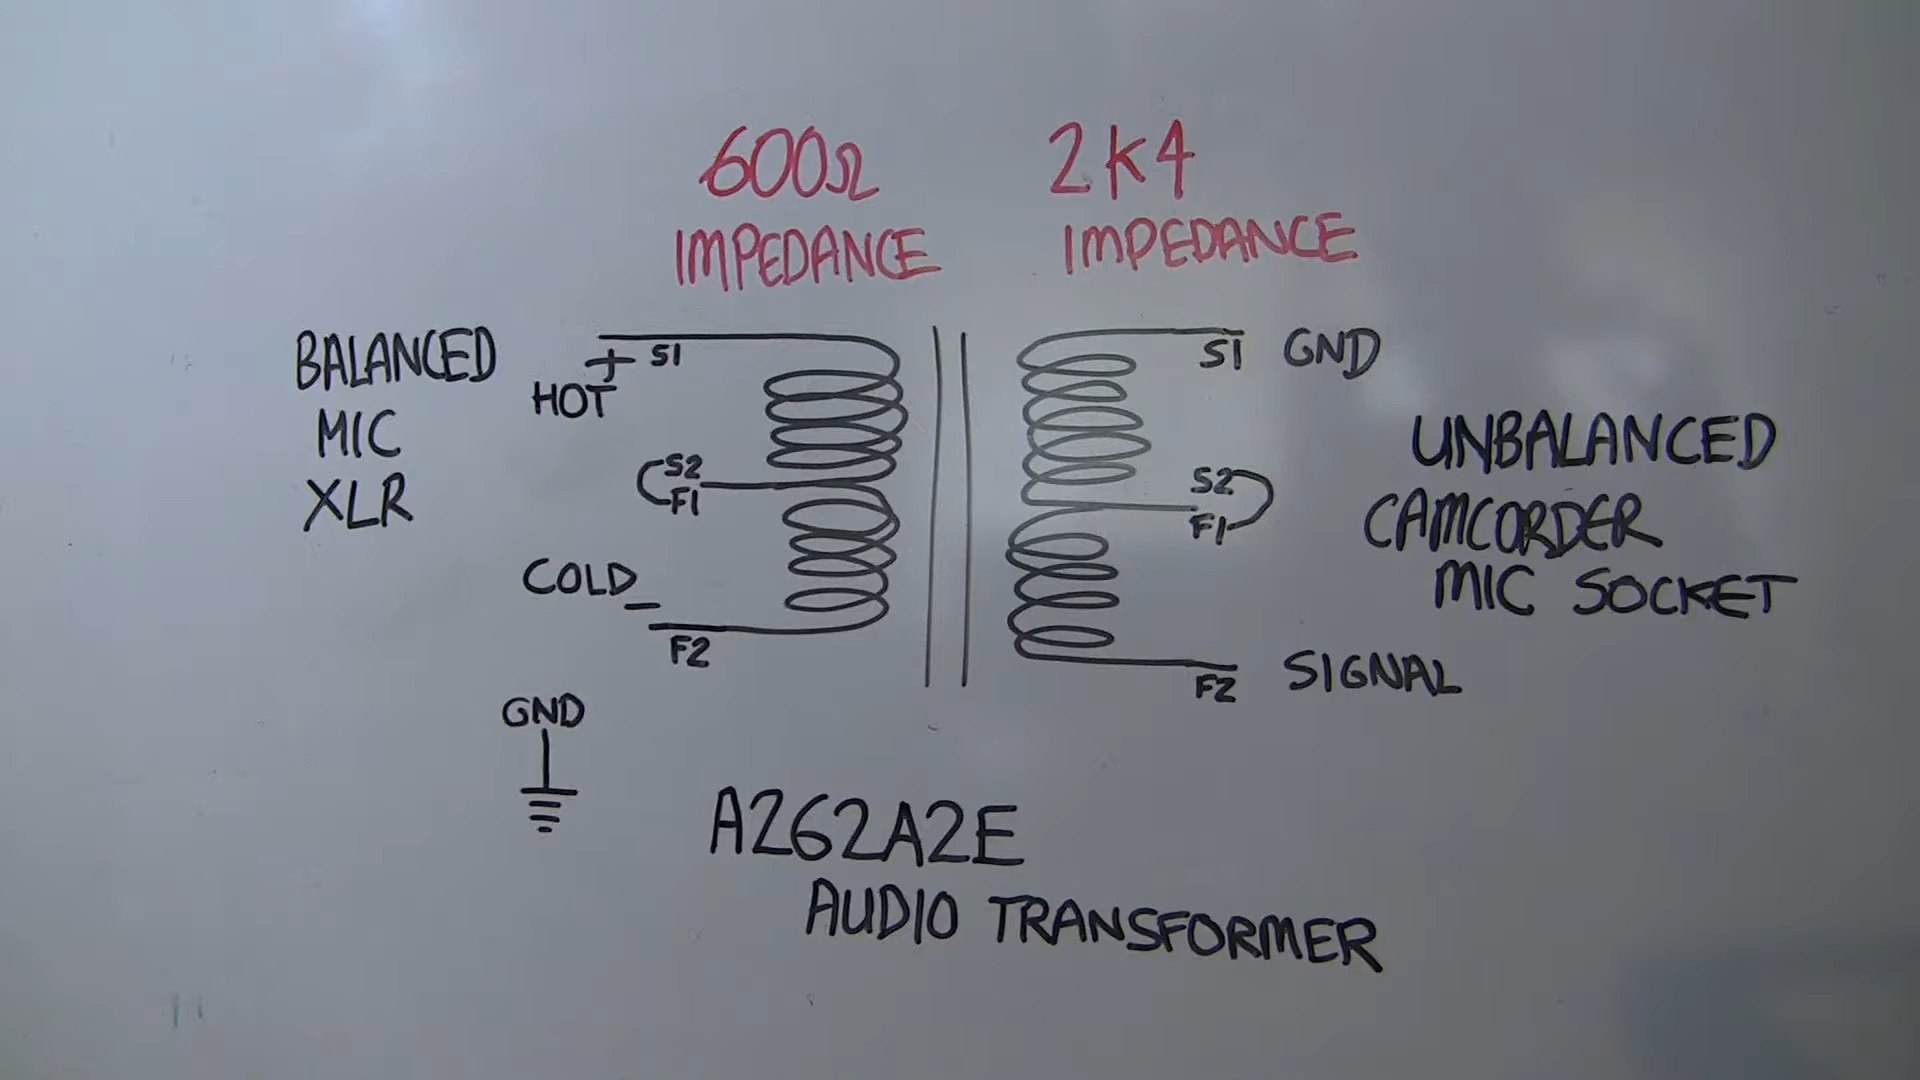 600Ω
IMPEDANCE
2K4
IMPEDANCE
BALANCED
MIC
XLR
+ S1
HOT
S2
F1
COLD
-
F2
GND
S1 GND
S2
F1
UNBALANCED
CAMCORDER
MIC SOCKET
F2 SIGNAL
A262A2E
AUDIO TRANSFORMER